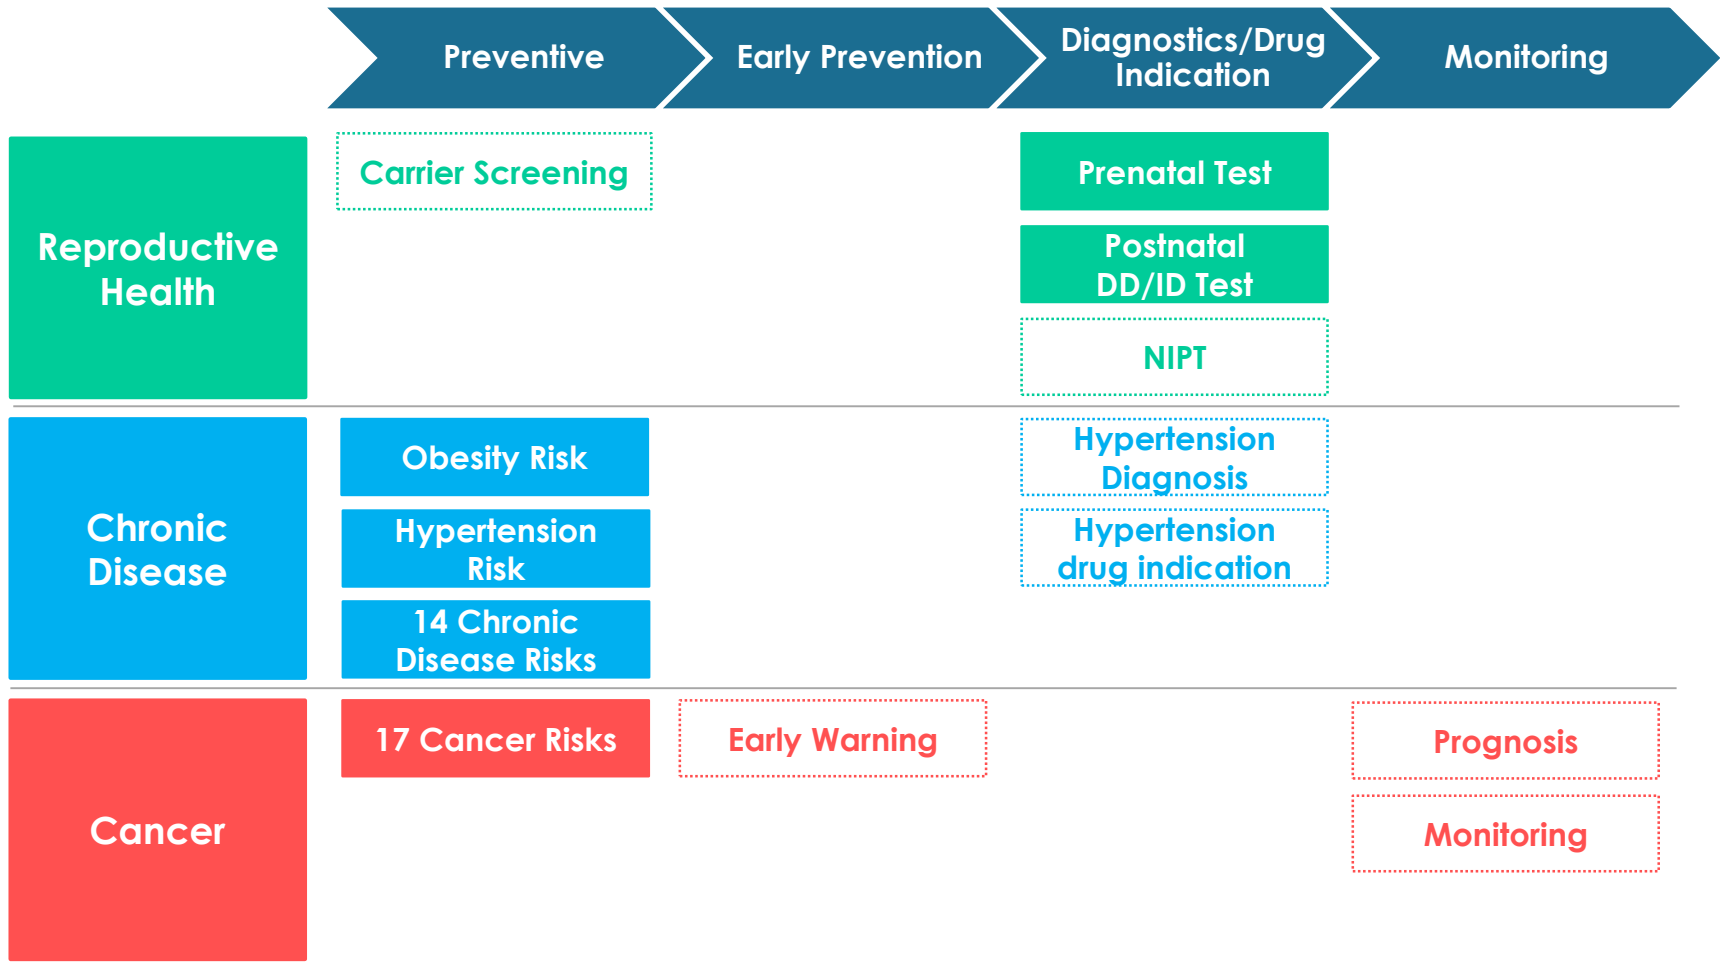 Preventive
Early Prevention
Diagnostics/Drug
Indication
Monitoring
Reproductive
Health
Carrier Screening
Prenatal Test
Postnatal
DD/ID Test
NIPT
Chronic
Disease
Obesity Risk
Hypertension
Risk
14 Chronic
Disease Risks
Hypertension
Diagnosis
Hypertension
drug indication
Cancer
17 Cancer Risks
Early Warning
Prognosis
Monitoring